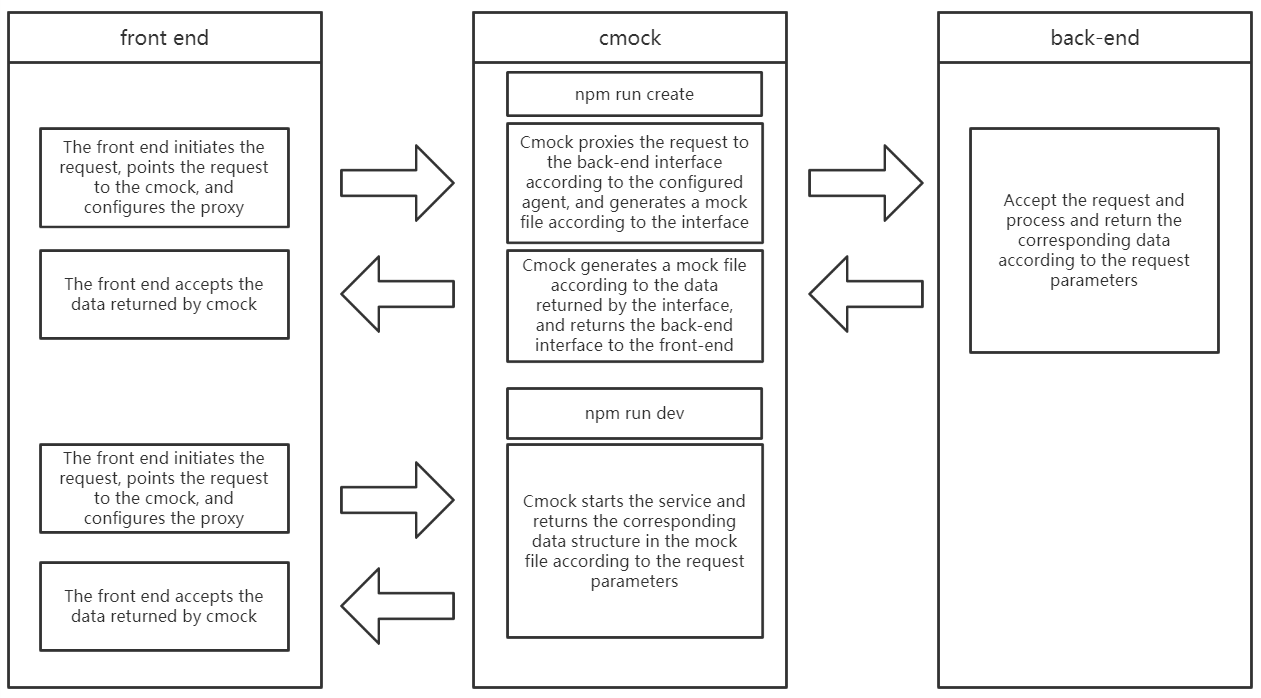 front end
The front end initiates the
request, points the request
to the cmock, and
configures the proxy
The front end accepts the
data returned by cmock
The front end initiates the
request, points the request
to the cmock, and
configures the proxy
The front end accepts the
data returned by cmock
cmock
npm run create
Cmock proxies the request to
the back-end interface
according to the configured
agent, and generates a mock
file according to the interface
Cmock generates a mock file
according to the data
returned by the interface,
and returns the back-end
interface to the front-end
npm run dev
Cmock starts the service and
returns the corresponding
data structure in the mock
file according to the request
parameters
back-end
Accept the request and
process and return the
corresponding data
according to the request
parameters